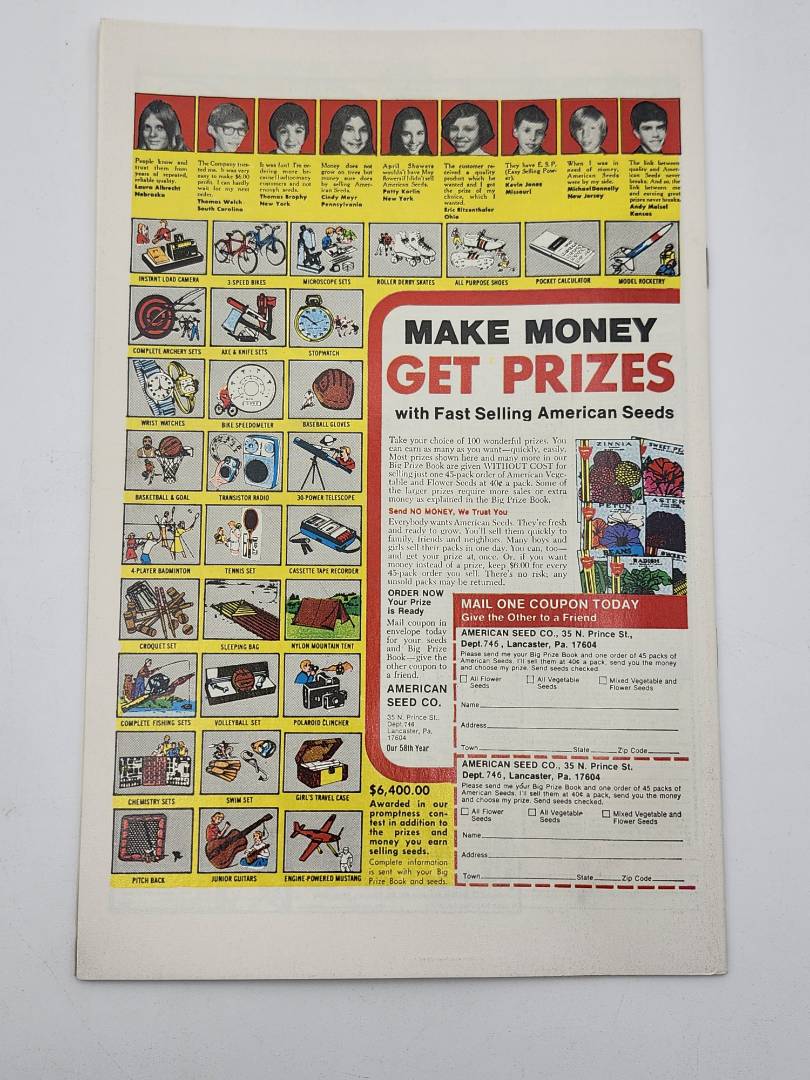 People know and
trust them from
years of repeated,
reliable quality.
Laura Albrecht
Nebraska
The Company trus-
ted me. It was very
easy to make $6.00
profit. I can hardly
wait for my next
order.
Thomas Welch
South Carolina
It was fun! I'm or-
dering more be-
cause I had too many
customers and not
enough seeds.
Thomas Brophy
New York
Money does not
grow on trees but
money sure does
by selling Amer-
ican Seeds.
Cindy Moyr
Pennsylvania
April Showers
wouldn't have May
flowers if I didn't sell
American Seeds.
Patty Karlin
New York
The customer re-
ceived a quality
product which he
wanted and I got
the prize of my
choice, which I
wanted.
Eric Ritzenthaler
Ohio
They have E. S. P.
(Easy Selling Pow-
er).
Kevin Jones
Missouri
When I was in
need of money,
American Seeds
were by my side.
Michael Donnelly
New Jersey
The link between
quality and Amer-
ican Seeds never
breaks. And so, the
link between me
and earning great
prizes never breaks.
Andy Maisel
Kansas
INSTANT LOAD CAMERA
3-SPEED BIKES
MICROSCOPE SETS
ROLLER DERBY SKATES
ALL PURPOSE SHOES
POCKET CALCULATOR
MODEL ROCKETRY
COMPLETE ARCHERY SETS
AXE & KNIFE SETS
STOPWATCH
WRIST WATCHES
BIKE SPEEDOMETER
BASEBALL GLOVES
BASKETBALL & GOAL
TRANSISTOR RADIO
30-POWER TELESCOPE
4-PLAYER BADMINTON
TENNIS SET
CASSETTE TAPE RECORDER
CROQUET SET
SLEEPING BAG
NYLON MOUNTAIN TENT
COMPLETE FISHING SETS
VOLLEYBALL SET
POLAROID CLINCHER
CHEMISTRY SETS
SWIM SET
GIRL'S TRAVEL CASE
PITCH BACK
JUNIOR GUITARS
ENGINE-POWERED MUSTANG
MAKE MONEY
GET PRIZES
with Fast Selling American Seeds
Take your choice of 100 wonderful prizes. You
can earn as many as you want—quickly, easily.
Most prizes shown here and many more in our
Big Prize Book are given WITHOUT COST for
selling just one 45-pack order of American Vege-
table and Flower Seeds at 40¢ a pack. Some of
the larger prizes require more sales or extra
money as explained in the Big Prize Book.
Send NO MONEY, We Trust You
Everybody wants American Seeds. They're fresh
and ready to grow. You'll sell them quickly to
family, friends and neighbors. Many boys and
girls sell their packs in one day. You can, too—
and get your prize at once. Or, if you want
money instead of a prize, keep $6.00 for every
45-pack order you sell. There's no risk; any
unsold packs may be returned.
ZINNIA
SWEET PE
ASTER
PETUN
BEANS
SWEET
RADISH
ORDER NOW
Your Prize
is Ready
Mail coupon in
envelope today
for your seeds
and Big Prize
Book—give the
other coupon to
a friend.
AMERICAN
SEED CO.
35 N. Prince St.,
Dept.746
Lancaster, Pa.
17604
Our 58th Year
$6,400.00
Awarded in our
promptness con-
test in addition to
the prizes and
money you earn
selling seeds.
Complete information
is sent with your Big
Prize Book and seeds.
MAIL ONE COUPON TODAY
Give the Other to a Friend
AMERICAN SEED CO., 35 N. Prince St.,
Dept.746, Lancaster, Pa. 17604
Please send me your Big Prize Book and one order of 45 packs of
American Seeds. I'll sell them at 40¢ a pack, send you the money
and choose my prize. Send seeds checked.
All Flower Seeds
All Vegetable Seeds
Mixed Vegetable and Flower Seeds
Name
Address
Town State Zip Code
AMERICAN SEED CO., 35 N. Prince St.
Dept. 746, Lancaster, Pa. 17604
Please send me your Big Prize Book and one order of 45 packs of
American Seeds. I'll sell them at 40¢ a pack, send you the money
and choose my prize. Send seeds checked.
All Flower Seeds
All Vegetable Seeds
Mixed Vegetable and Flower Seeds
Name
Address
Town State Zip Code